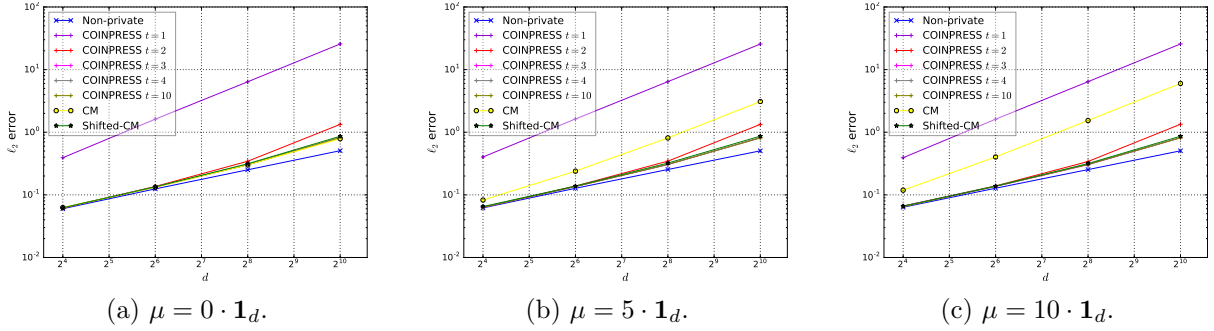 Non-private
COINPRESS t = 1
COINPRESS t = 2
COINPRESS t = 3
COINPRESS t = 4
COINPRESS t = 10
CM
Shifted-CM
10^2
10^1
10^0
10^-1
10^-2
ℓ2 error
2^4 2^5 2^6 2^7 2^8 2^9 2^10
d
(a) μ = 0 · 1_d.
Non-private
COINPRESS t = 1
COINPRESS t = 2
COINPRESS t = 3
COINPRESS t = 4
COINPRESS t = 10
CM
Shifted-CM
10^2
10^1
10^0
10^-1
10^-2
ℓ2 error
2^4 2^5 2^6 2^7 2^8 2^9 2^10
d
(b) μ = 5 · 1_d.
Non-private
COINPRESS t = 1
COINPRESS t = 2
COINPRESS t = 3
COINPRESS t = 4
COINPRESS t = 10
CM
Shifted-CM
10^2
10^1
10^0
10^-1
10^-2
ℓ2 error
2^4 2^5 2^6 2^7 2^8 2^9 2^10
d
(c) μ = 10 · 1_d.